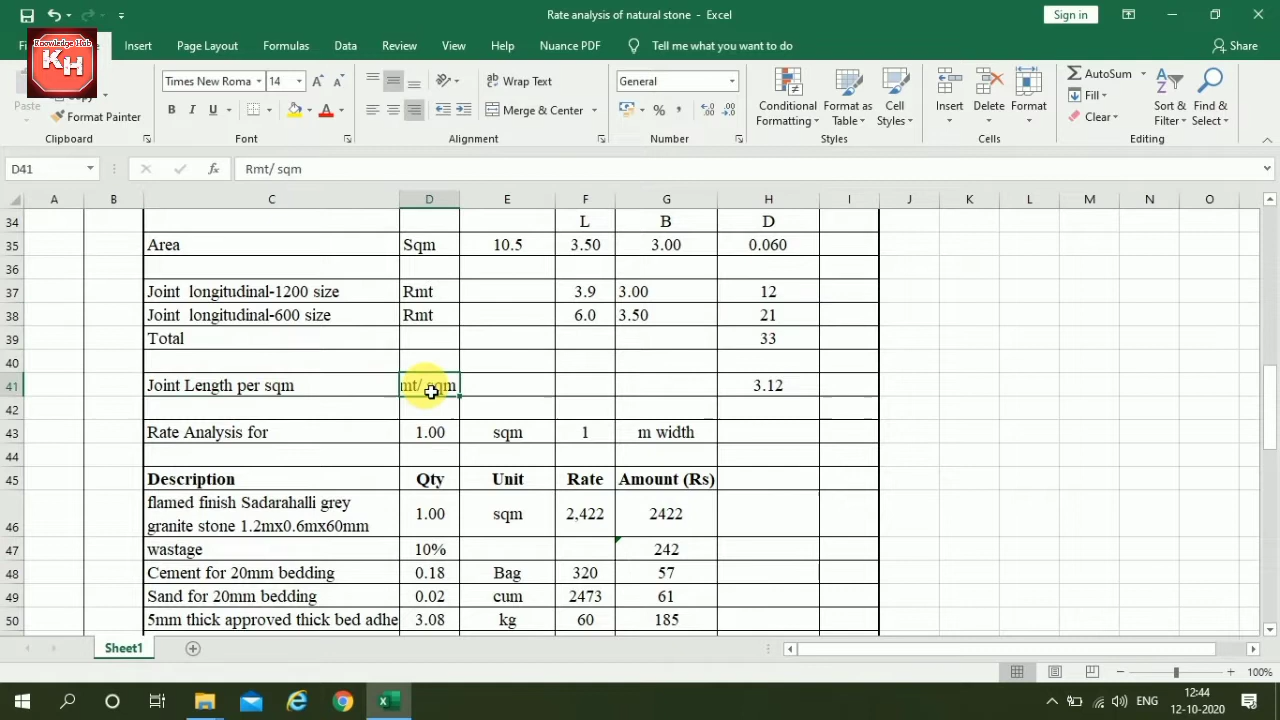 Rate analysis of natural stone - Excel
Sign in
Knowledge Hub
KH
Insert
Page Layout
Formulas
Data
Review
View
Help
Nuance PDF
Tell me what you want to do
Share
Paste
Format Painter
Clipboard
Times New Roma
14
B I U
Font
Wrap Text
Merge & Center
Alignment
General
Number
Conditional Formatting
Format as Table
Cell Styles
Styles
Insert
Delete
Format
Cells
AutoSum
Fill
Clear
Sort & Filter
Find & Select
Editing
D41
fx
Rmt/ sqm
A B C D E F G H I J K L M N O
34 L B D
35 Area Sqm 10.5 3.50 3.00 0.060
36
37 Joint longitudinal-1200 size Rmt 3.9 3.00 12
38 Joint longitudinal-600 size Rmt 6.0 3.50 21
39 Total 33
40
41 Joint Length per sqm mt/ sqm 3.12
42
43 Rate Analysis for 1.00 sqm 1 m width
44
45 Description Qty Unit Rate Amount (Rs)
flamed finish Sadarahalli grey
46 granite stone 1.2mx0.6mx60mm 1.00 sqm 2,422 2422
47 wastage 10% 242
48 Cement for 20mm bedding 0.18 Bag 320 57
49 Sand for 20mm bedding 0.02 cum 2473 61
50 5mm thick approved thick bed adhe 3.08 kg 60 185
Sheet1
100%
ENG
12:44
12-10-2020